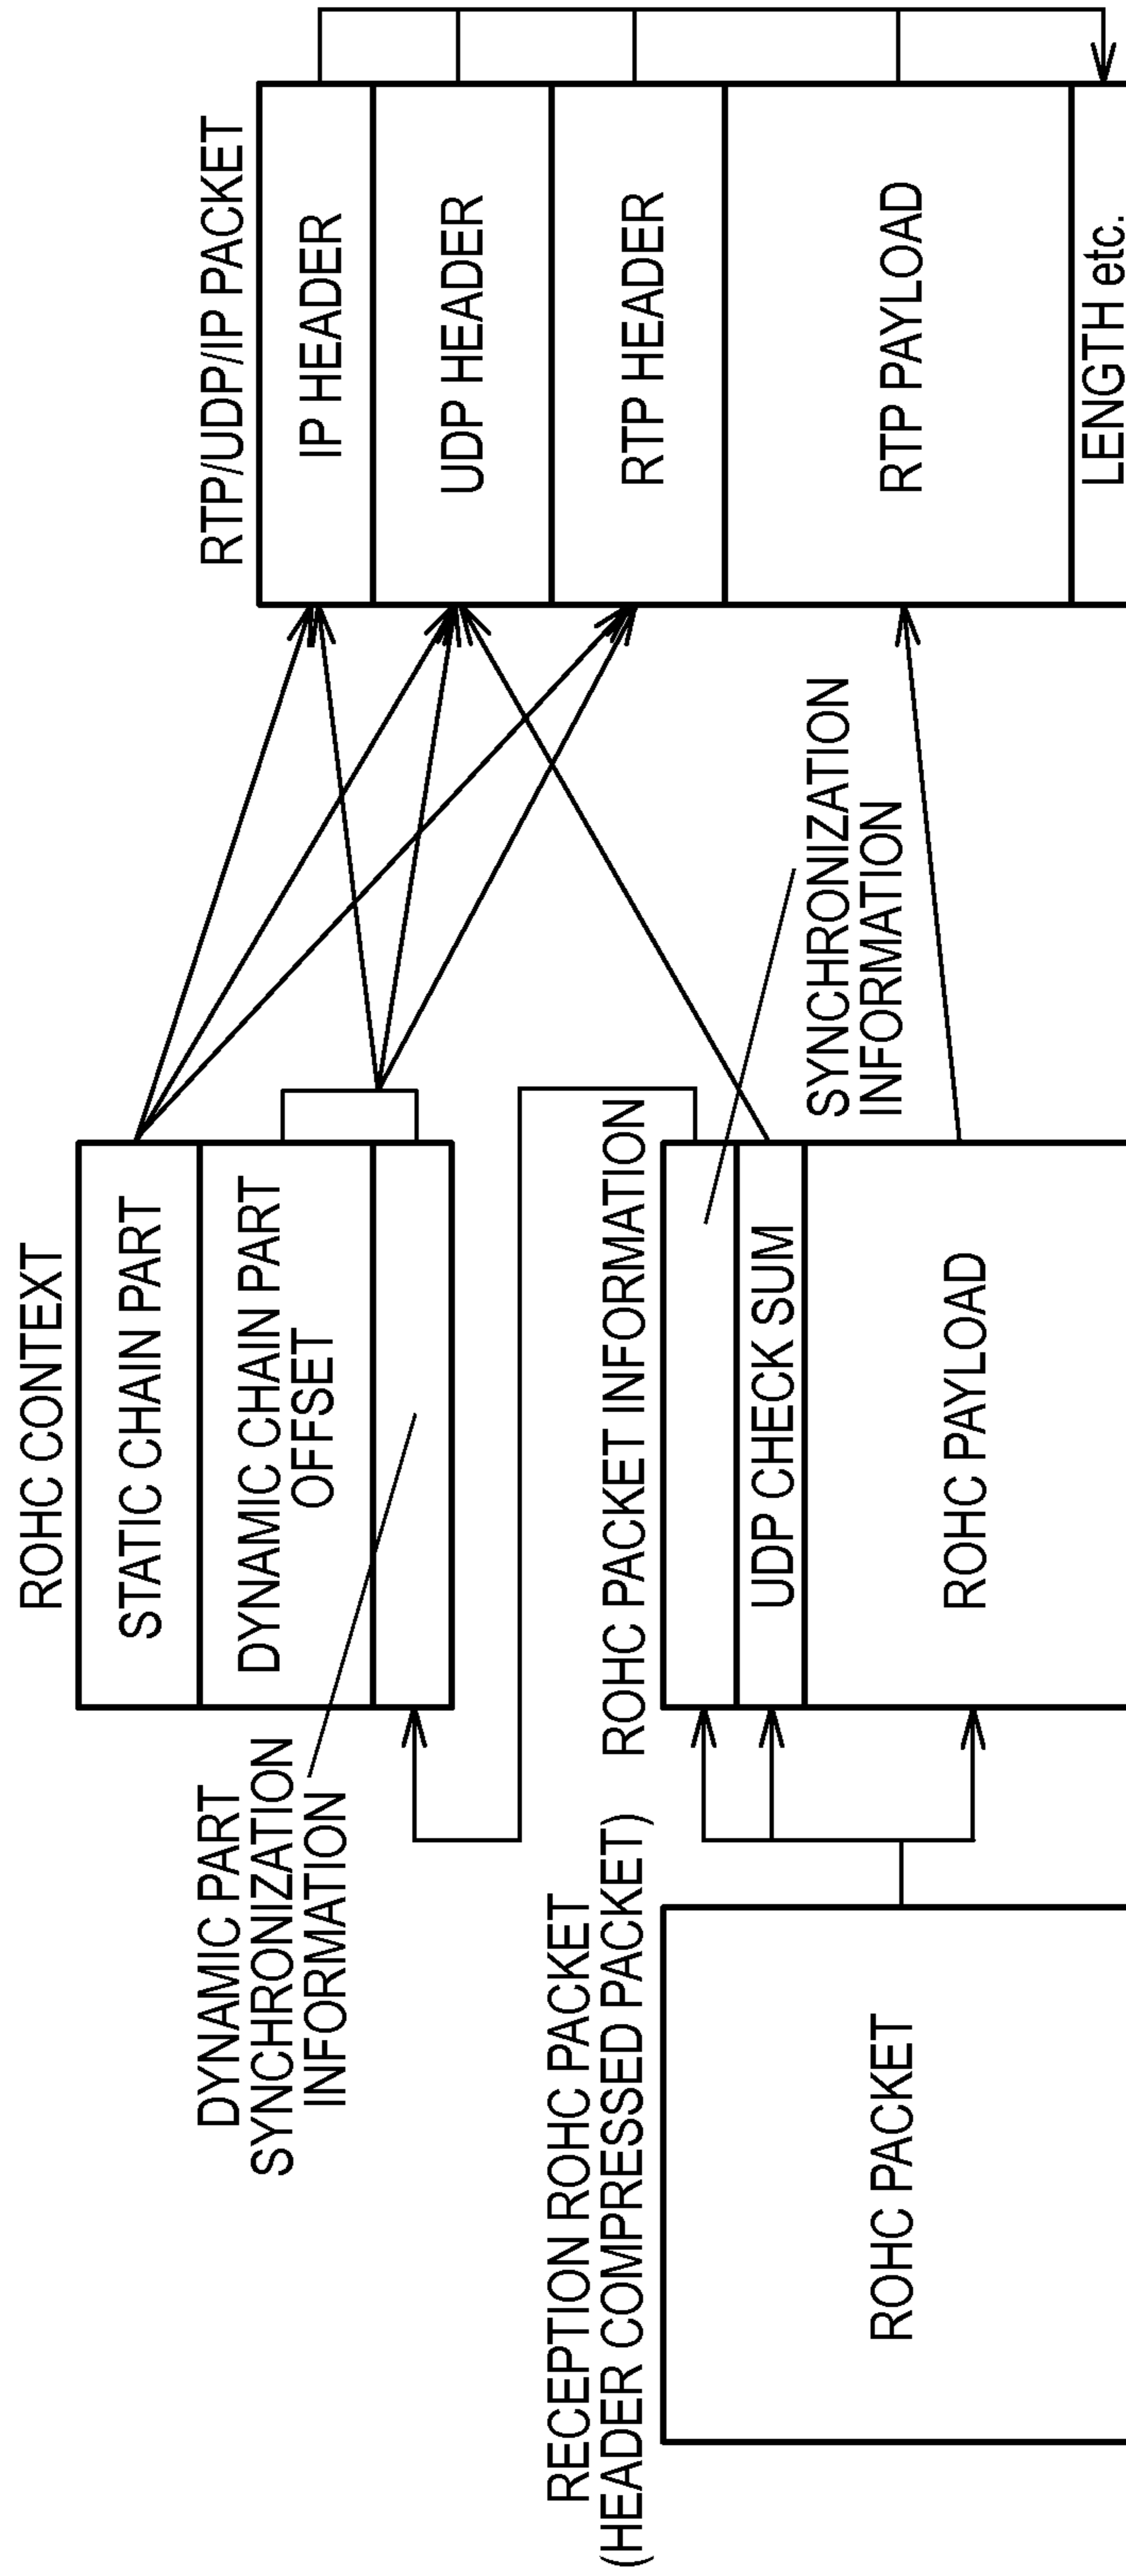 RECEPTION ROHC PACKET
(HEADER COMPRESSED PACKET)
ROHC PACKET
DYNAMIC PART
SYNCHRONIZATION
INFORMATION
ROHC CONTEXT
STATIC CHAIN PART
DYNAMIC CHAIN PART
OFFSET
ROHC PACKET INFORMATION
UDP CHECK SUM
ROHC PAYLOAD
SYNCHRONIZATION
INFORMATION
RTP/UDP/IP PACKET
IP HEADER
UDP HEADER
RTP HEADER
RTP PAYLOAD
LENGTH etc.